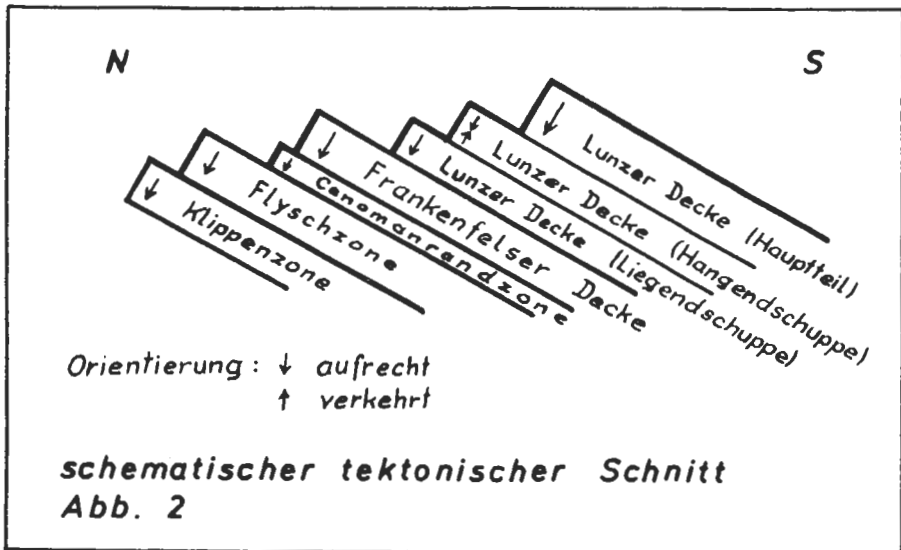 N
S
Klippenzone
Flyschzone
Cenomanrandzone
Frankenfelser Decke
Lunzer Decke (Liegendschuppe)
Lunzer Decke (Hangendschuppe)
Lunzer Decke (Hauptteil)
Orientierung: ↓ aufrecht
↑ verkehrt
schematischer tektonischer Schnitt
Abb. 2